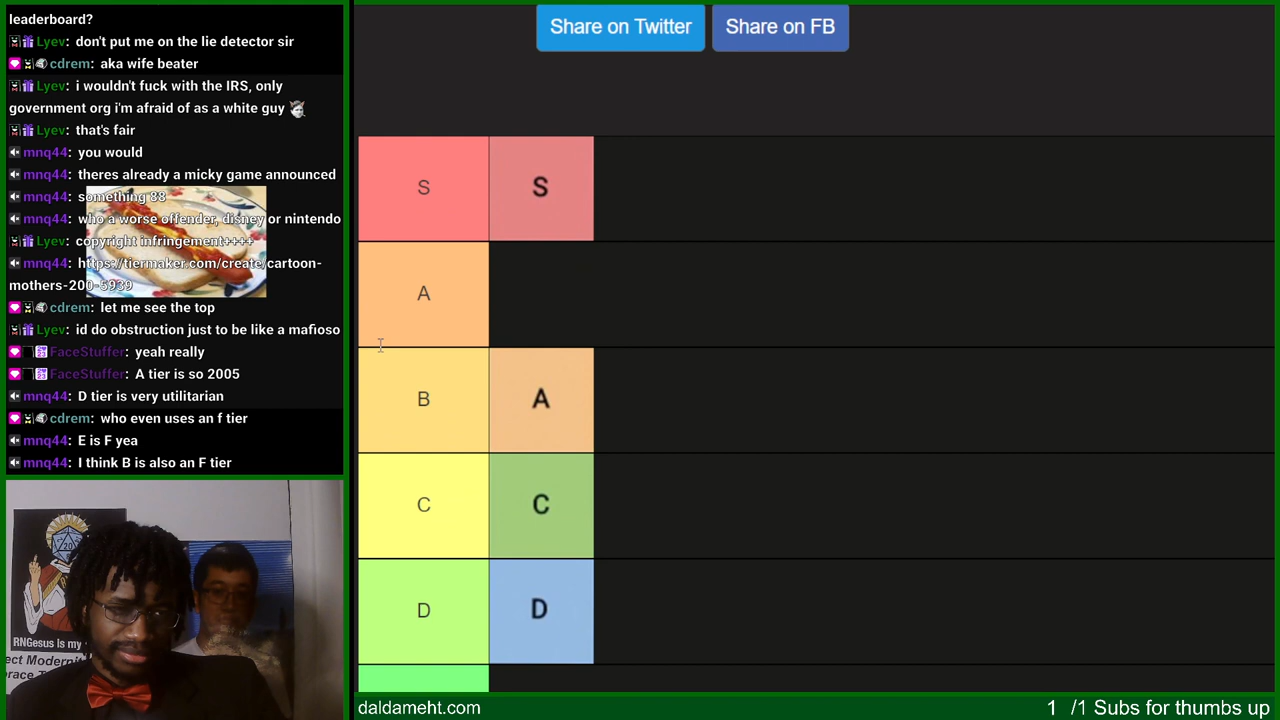 leaderboard?
Lyev: don't put me on the lie detector sir
cdrem: aka wife beater
Lyev: i wouldn't fuck with the IRS, only
government org i'm afraid of as a white guy
Lyev: that's fair
mnq44: you would
mnq44: theres already a micky game announced
mnq44: something 88
mnq44: who a worse offender, disney or nintendo
Lyev: copyright infringement++++
mnq44: https://tiermaker.com/create/cartoon-
mothers-200-5939
cdrem: let me see the top
Lyev: id do obstruction just to be like a mafioso
FaceStuffer: yeah really
FaceStuffer: A tier is so 2005
mnq44: D tier is very utilitarian
cdrem: who even uses an f tier
mnq44: E is F yea
mnq44: I think B is also an F tier
20
RNGesus is my
ect Moderni
Share on Twitter
Share on FB
S
S
A
B
A
C
C
D
D
daldameht.com
1 /1 Subs for thumbs up